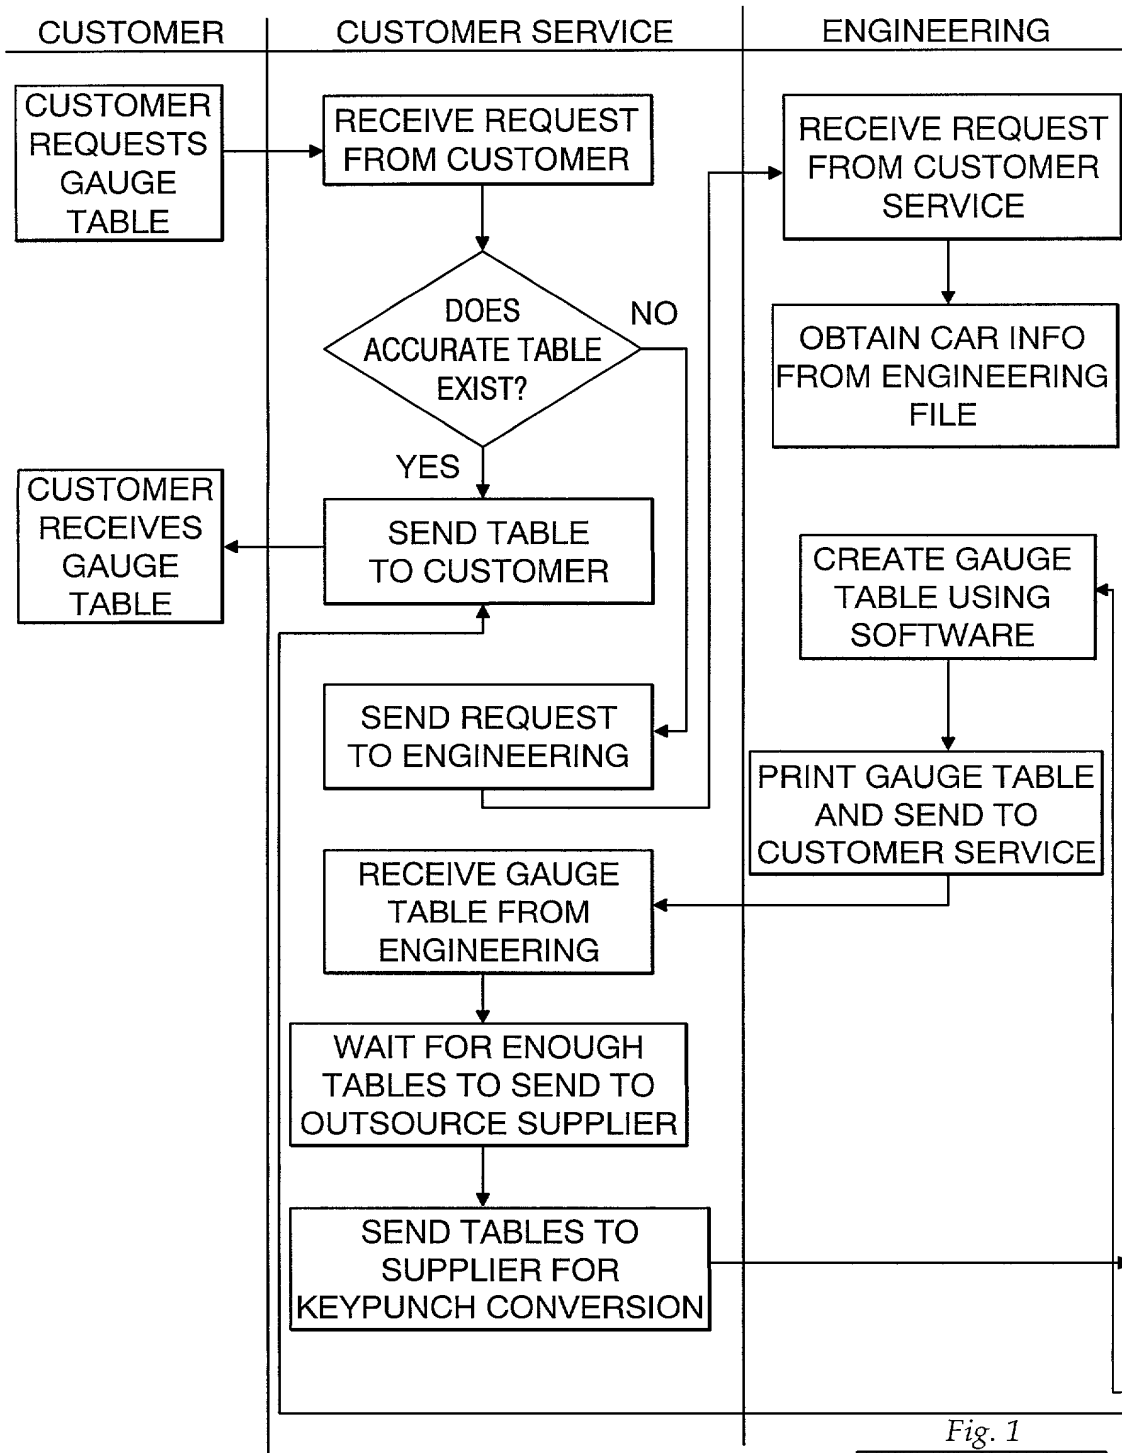 CUSTOMER
CUSTOMER SERVICE
ENGINEERING
CUSTOMER
REQUESTS
GAUGE
TABLE
RECEIVE REQUEST
FROM CUSTOMER
RECEIVE REQUEST
FROM CUSTOMER
SERVICE
DOES
ACCURATE TABLE
EXIST?
NO
YES
OBTAIN CAR INFO
FROM ENGINEERING
FILE
CUSTOMER
RECEIVES
GAUGE
TABLE
SEND TABLE
TO CUSTOMER
CREATE GAUGE
TABLE USING
SOFTWARE
SEND REQUEST
TO ENGINEERING
PRINT GAUGE TABLE
AND SEND TO
CUSTOMER SERVICE
RECEIVE GAUGE
TABLE FROM
ENGINEERING
WAIT FOR ENOUGH
TABLES TO SEND TO
OUTSOURCE SUPPLIER
SEND TABLES TO
SUPPLIER FOR
KEYPUNCH CONVERSION
Fig. 1